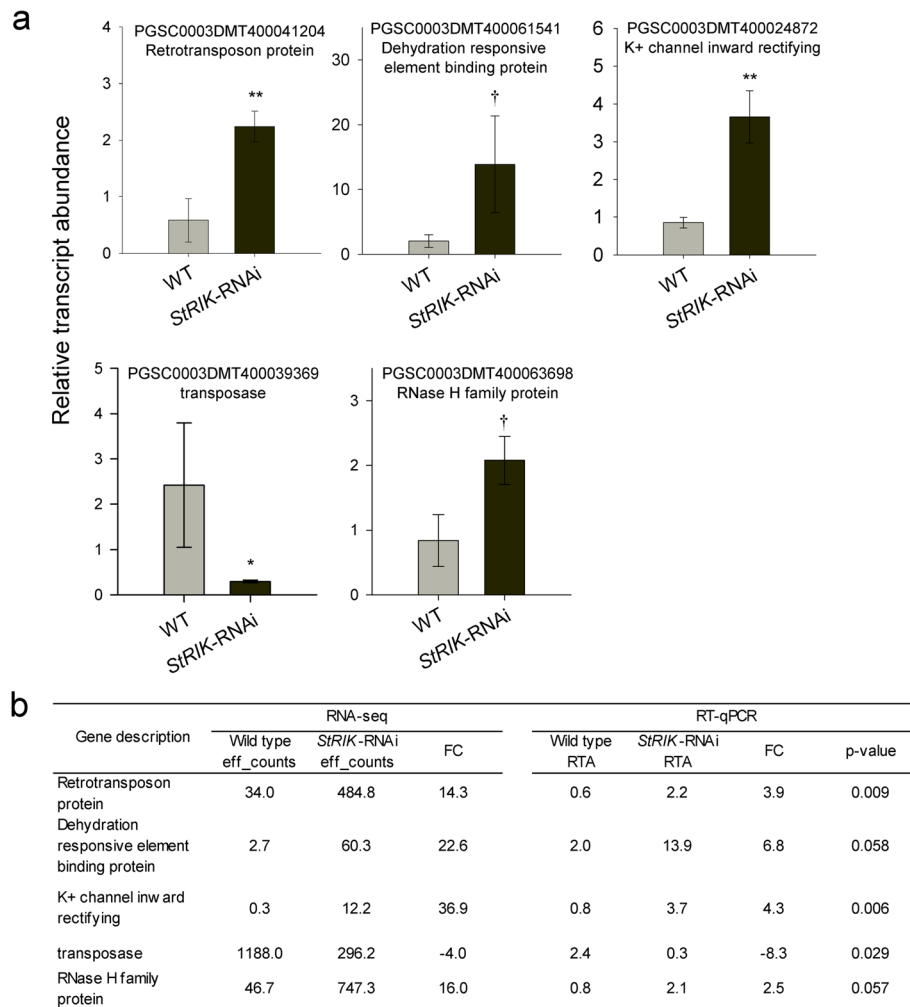 a
Relative transcript abundance
PGSC0003DMT400041204
Retrotransposon protein
4
3
2
1
0
**
WT
StRIK-RNAi
PGSC0003DMT400061541
Dehydration responsive
element binding protein
30
20
10
0
†
WT
StRIK-RNAi
PGSC0003DMT400024872
K+ channel inward rectifying
6
5
4
3
2
1
0
**
WT
StRIK-RNAi
PGSC0003DMT400039369
transposase
5
4
3
2
1
0
*
WT
StRIK-RNAi
PGSC0003DMT400063698
RNase H family protein
3
2
1
0
†
WT
StRIK-RNAi
b
RNA-seq RT-qPCR
Gene description
Wild type StRIK-RNAi FC Wild type StRIK-RNAi FC p-value
eff_counts eff_counts RTA RTA
Retrotransposon
protein
34.0 484.8 14.3 0.6 2.2 3.9 0.009
Dehydration
responsive element
binding protein
2.7 60.3 22.6 2.0 13.9 6.8 0.058
K+ channel inward
rectifying
0.3 12.2 36.9 0.8 3.7 4.3 0.006
transposase 1188.0 296.2 -4.0 2.4 0.3 -8.3 0.029
RNase H family
protein
46.7 747.3 16.0 0.8 2.1 2.5 0.057